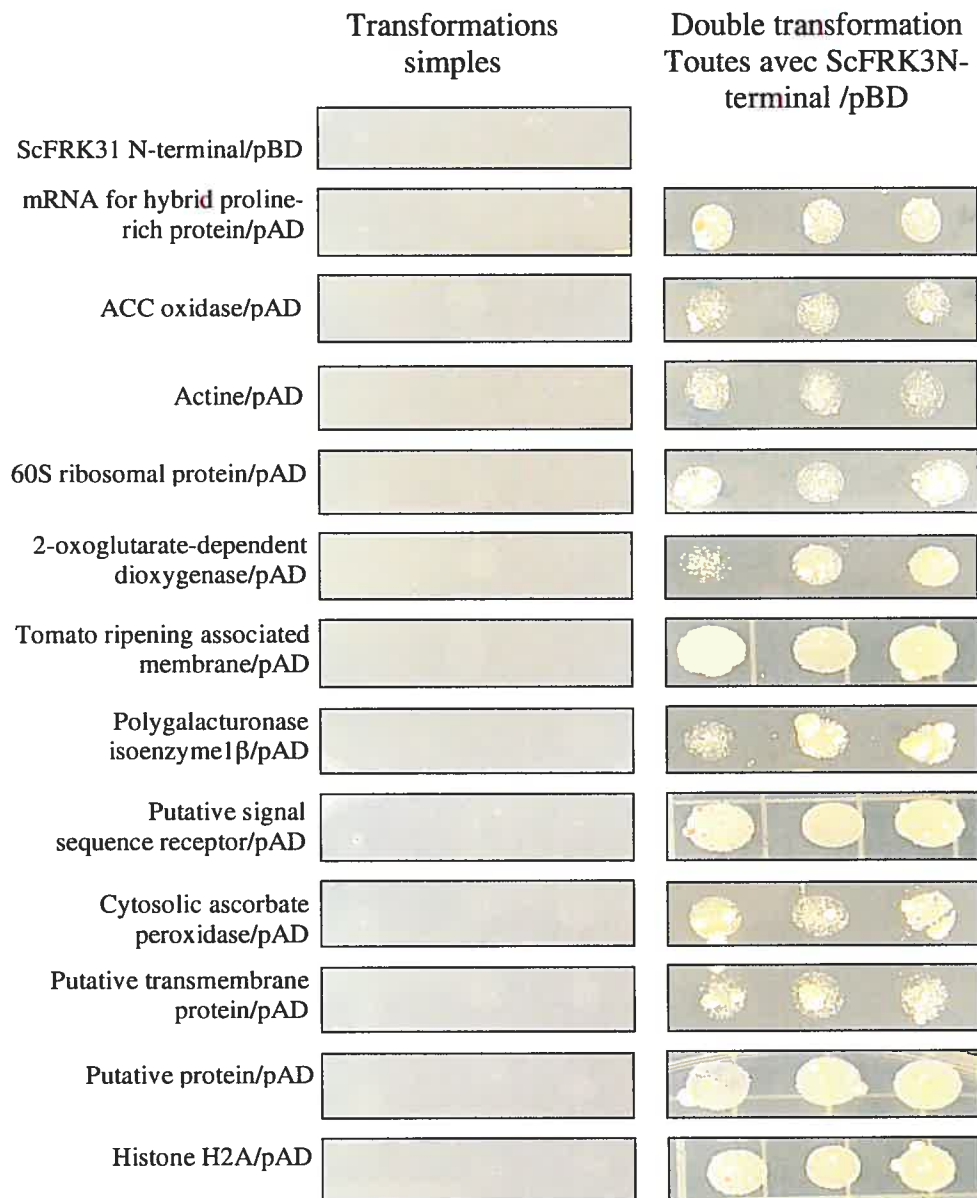 Transformations
simples
Double transformation
Toutes avec ScFRK3N-
terminal /pBD
ScFRK31 N-terminal/pBD
mRNA for hybrid proline-
rich protein/pAD
ACC oxidase/pAD
Actine/pAD
60S ribosomal protein/pAD
2-oxoglutarate-dependent
dioxygenase/pAD
Tomato ripening associated
membrane/pAD
Polygalacturonase
isoenzyme1β/pAD
Putative signal
sequence receptor/pAD
Cytosolic ascorbate
peroxidase/pAD
Putative transmembrane
protein/pAD
Putative protein/pAD
Histone H2A/pAD